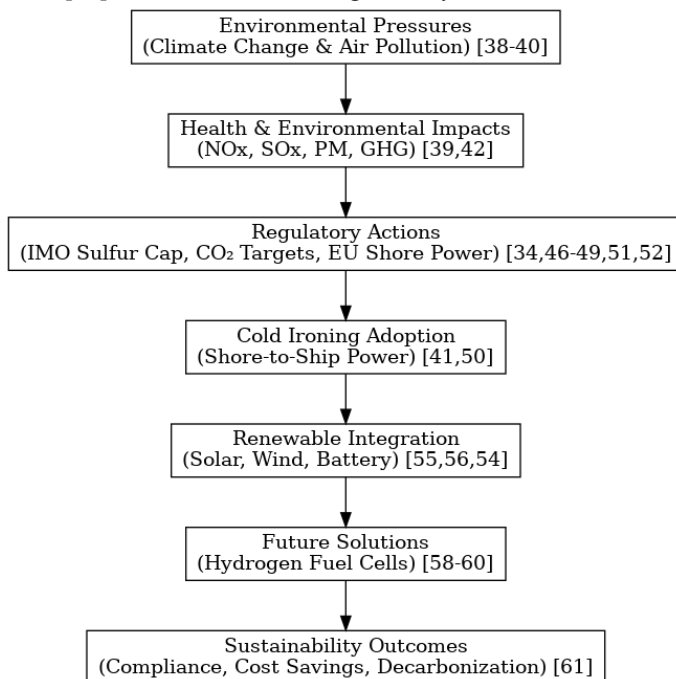 Environmental Pressures
(Climate Change & Air Pollution) [38-40]
Health & Environmental Impacts
(NOx, SOx, PM, GHG) [39,42]
Regulatory Actions
(IMO Sulfur Cap, CO₂ Targets, EU Shore Power) [34,46-49,51,52]
Cold Ironing Adoption
(Shore-to-Ship Power) [41,50]
Renewable Integration
(Solar, Wind, Battery) [55,56,54]
Future Solutions
(Hydrogen Fuel Cells) [58-60]
Sustainability Outcomes
(Compliance, Cost Savings, Decarbonization) [61]